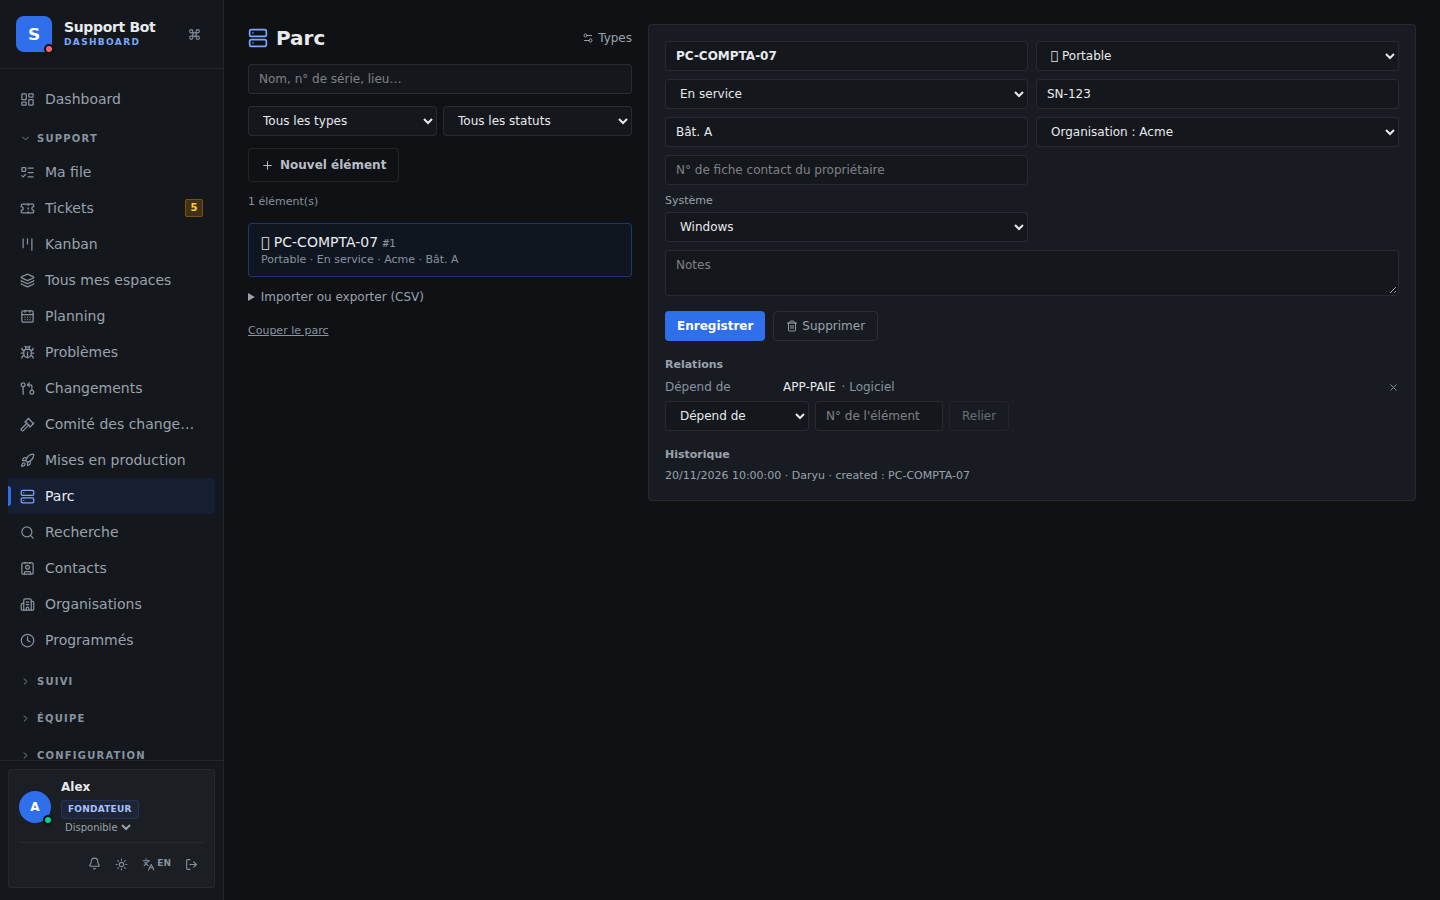 S
Support Bot
DASHBOARD
⌘
Dashboard
SUPPORT
Ma file
Tickets
5
Kanban
Tous mes espaces
Planning
Problèmes
Changements
Comité des change...
Mises en production
Parc
Recherche
Contacts
Organisations
Programmés
SUIVI
ÉQUIPE
CONFIGURATION
A
Alex
FONDATEUR
Disponible
EN
Parc
Types
Nom, n° de série, lieu...
Tous les types
Tous les statuts
Nouvel élément
1 élément(s)
PC-COMPTA-07 #1
Portable · En service · Acme · Bât. A
Importer ou exporter (CSV)
Couper le parc
PC-COMPTA-07
Portable
En service
SN-123
Bât. A
Organisation : Acme
N° de fiche contact du propriétaire
Système
Windows
Notes
Enregistrer
Supprimer
Relations
Dépend de
APP-PAIE · Logiciel
Dépend de
N° de l'élément
Relier
Historique
20/11/2026 10:00:00 · Daryu · created : PC-COMPTA-07